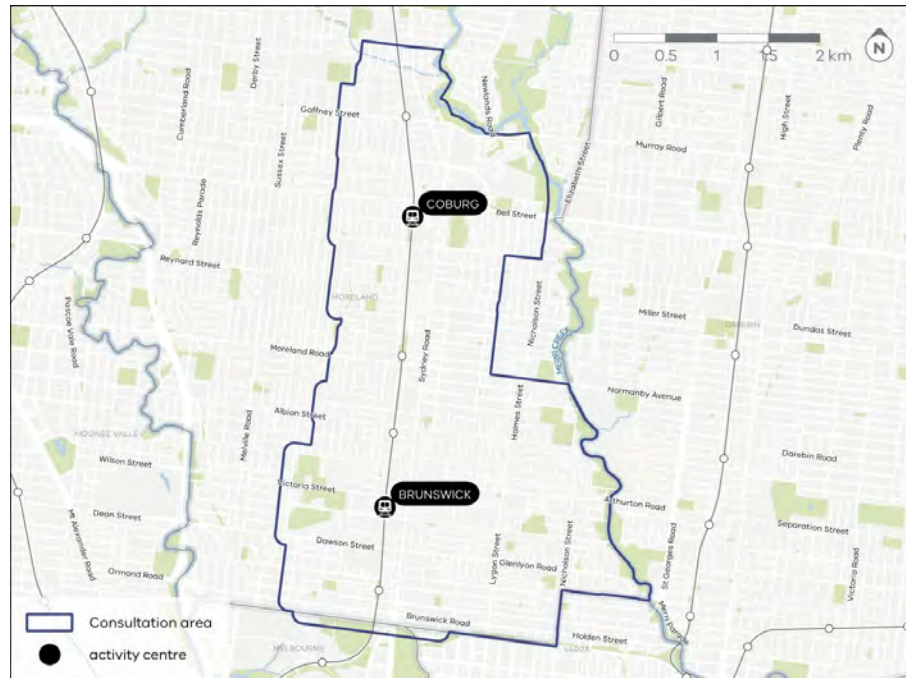 0 0.5 1 1.5 2 km
N
Derby Street
Cumberland Road
Newlands Road
Gilbert Road
High Street
Plenty Road
Gaffney Street
Sussex Street
Murray Road
Elizabeth Street
COBURG
Bell Street
Reynolds Parade
Reynard Street
Pascoe Vale Road
MORELAND
Nicholson Street
Miller Street
DAREBIN
Dundas Street
MERRI CREEK
Sydney Road
Moreland Road
Normanby Avenue
Holmes Street
Albion Street
Melville Road
MOONEE VALLEY
Wilson Street
Darebin Road
Victoria Street
BRUNSWICK
Arthurton Road
Dean Street
Mt Alexander Road
Separation Street
Dawson Street
Lygon Street
Nicholson Street
Glenlyon Road
St Georges Road
Victoria Road
Ormond Road
Brunswick Road
Merri Parade
Holden Street
MELBOURNE
YARRA
Consultation area
activity centre